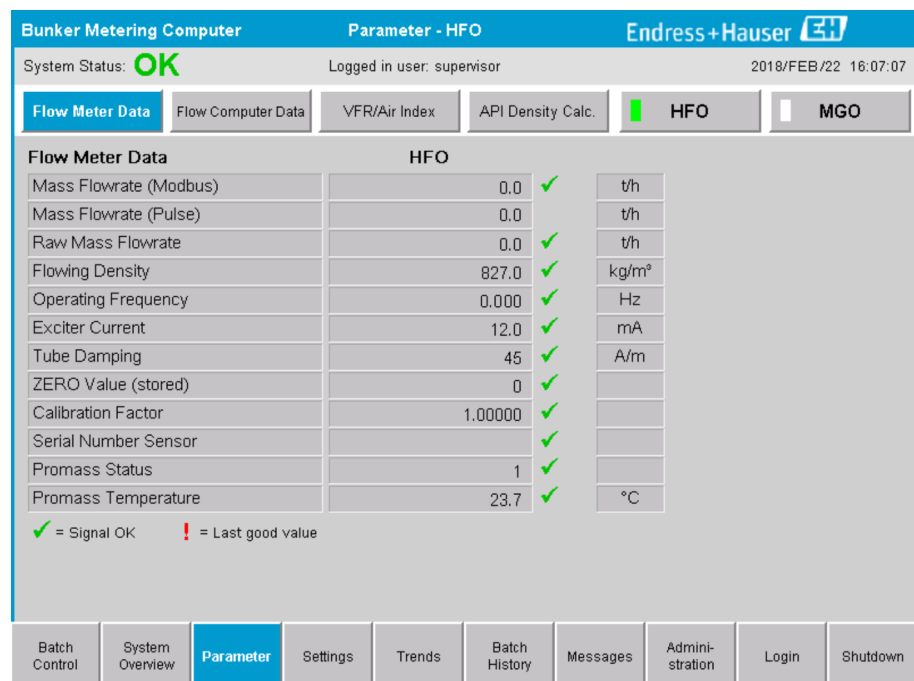 Bunker Metering Computer Parameter - HFO Endress+Hauser EH
System Status: OK Logged in user: supervisor 2018/FEB/22 16:07:07
Flow Meter Data Flow Computer Data VFR/Air Index API Density Calc. HFO MGO
Flow Meter Data HFO
Mass Flowrate (Modbus) 0.0 ✓ t/h
Mass Flowrate (Pulse) 0.0 t/h
Raw Mass Flowrate 0.0 ✓ t/h
Flowing Density 827.0 ✓ kg/m³
Operating Frequency 0.000 ✓ Hz
Exciter Current 12.0 ✓ mA
Tube Damping 45 ✓ A/m
ZERO Value (stored) 0 ✓
Calibration Factor 1.00000 ✓
Serial Number Sensor ✓
Promass Status 1 ✓
Promass Temperature 23.7 ✓ °C
✓ = Signal OK ! = Last good value
Batch Control System Overview Parameter Settings Trends Batch History Messages Admini-stration Login Shutdown